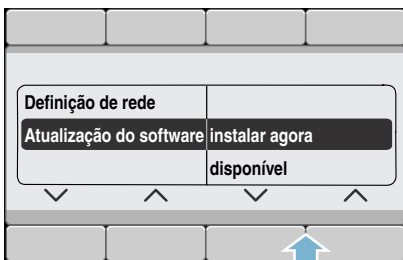 Definição de rede
Atualização do software instalar agora
disponível